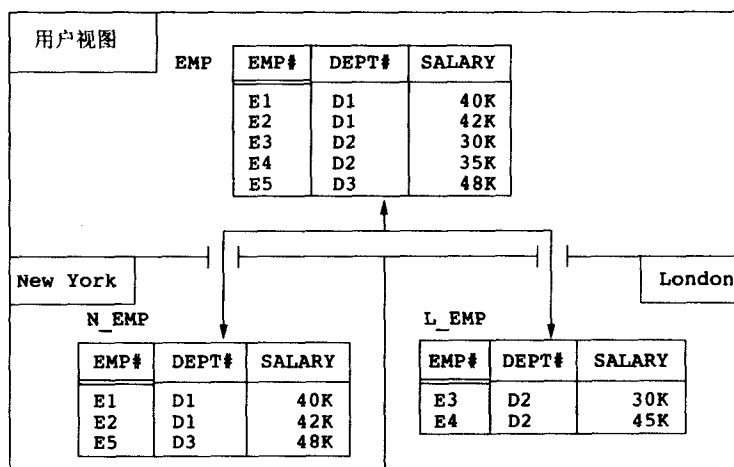 用户视图
EMP
EMP# DEPT# SALARY
E1 D1 40K
E2 D1 42K
E3 D2 30K
E4 D2 35K
E5 D3 48K
New York
London
N_EMP
EMP# DEPT# SALARY
E1 D1 40K
E2 D1 42K
E5 D3 48K
L_EMP
EMP# DEPT# SALARY
E3 D2 30K
E4 D2 45K